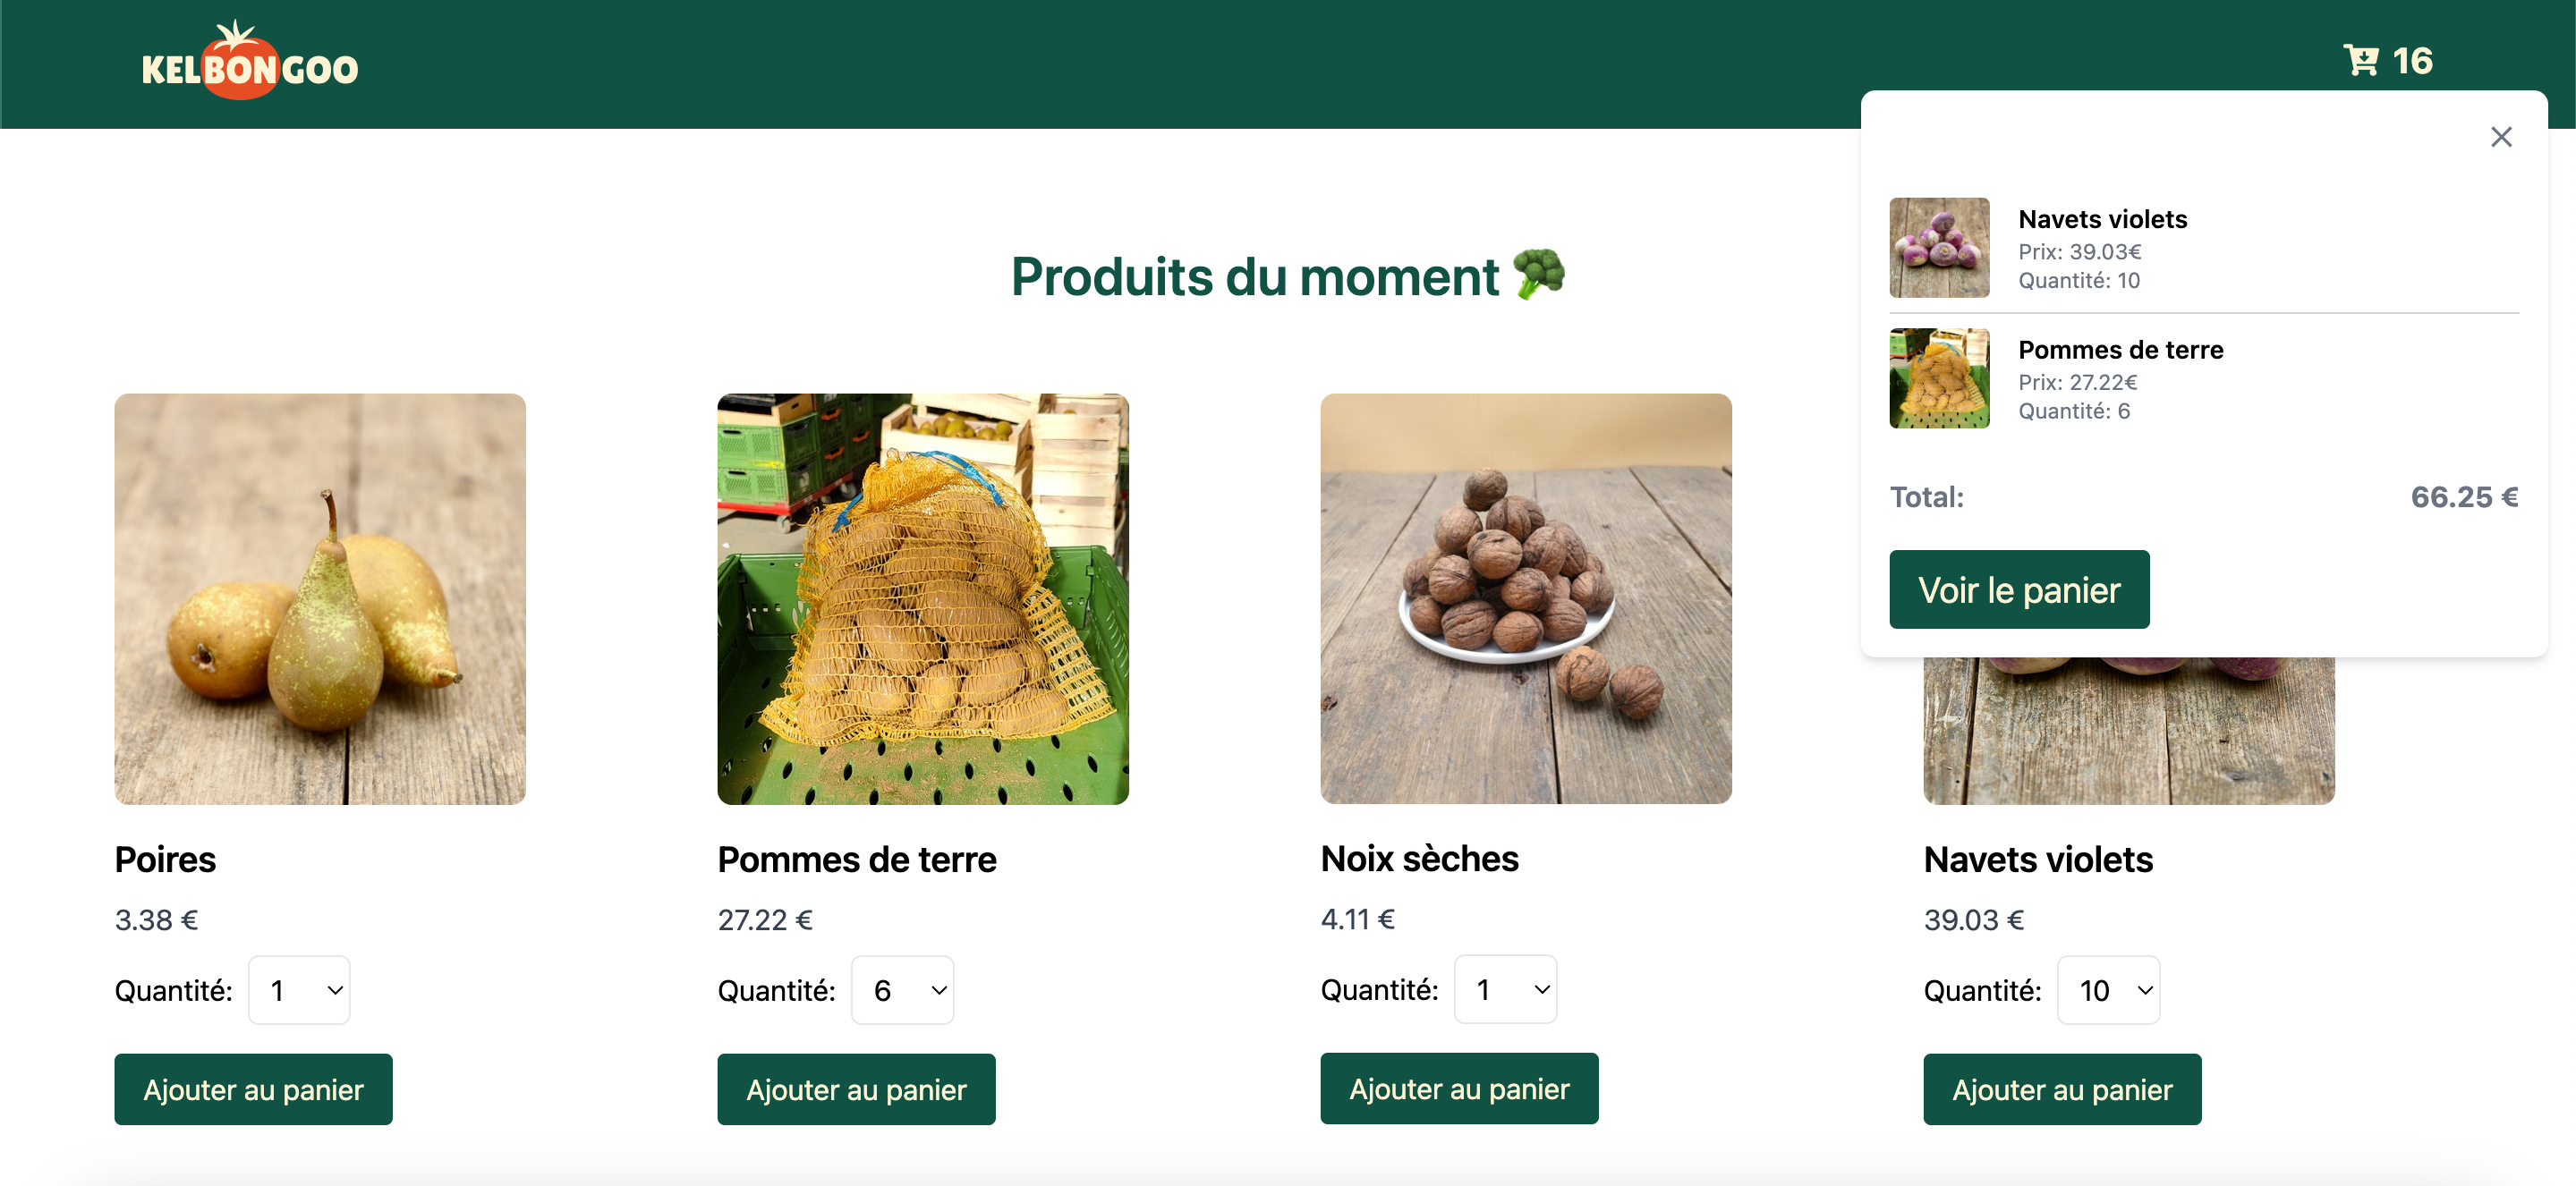 KELBONGOO
16
Navets violets
Prix: 39.03€
Quantité: 10
Pommes de terre
Prix: 27.22€
Quantité: 6
Total: 66.25 €
Voir le panier
Produits du moment
Poires
3.38 €
Quantité: 1
Ajouter au panier
Pommes de terre
27.22 €
Quantité: 6
Ajouter au panier
Noix sèches
4.11 €
Quantité: 1
Ajouter au panier
Navets violets
39.03 €
Quantité: 10
Ajouter au panier